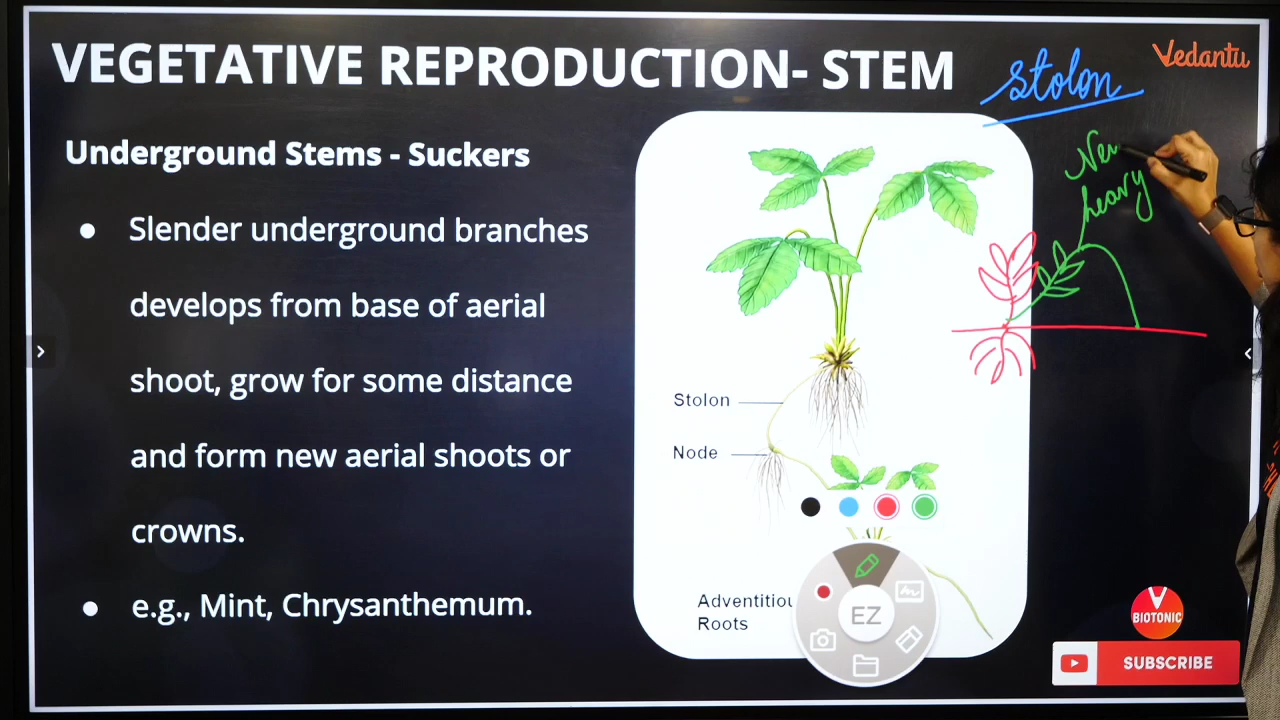 VEGETATIVE REPRODUCTION- STEM
stolon
Vedantu
Underground Stems - Suckers
● Slender underground branches
develops from base of aerial
shoot, grow for some distance
and form new aerial shoots or
crowns.
● e.g., Mint, Chrysanthemum.
heavy
Stolon
Node
Roots
EZ
V
BIOTONIC
SUBSCRIBE